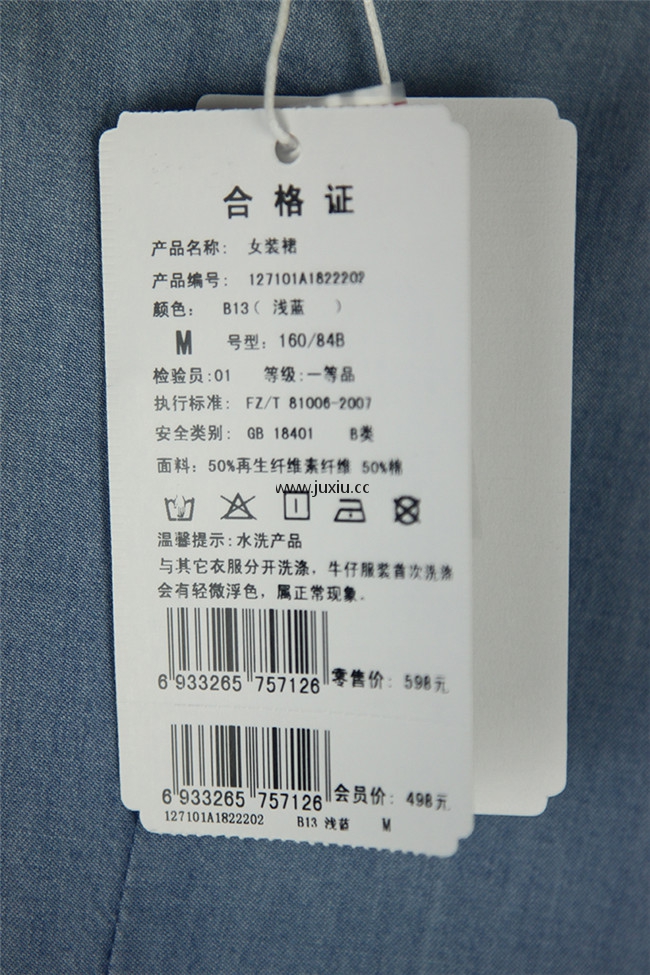 合格证
产品名称: 女装裙
产品编号: 127101A1822202
颜色: B13( 浅蓝 )
M 号型: 160/84B
检验员:01 等级:一等品
执行标准: FZ/T 81006-2007
安全类别: GB 18401 B类
面料: 50%再生纤维素纤维 50%棉
www.juxiu.cc
温馨提示:水洗产品
与其它衣服分开洗涤, 牛仔服装首次洗涤
会有轻微浮色, 属正常现象。
6 933265 757126 零售价: 598元
6 933265 757126 会员价: 498元
127101A1822202 B13 浅蓝 M